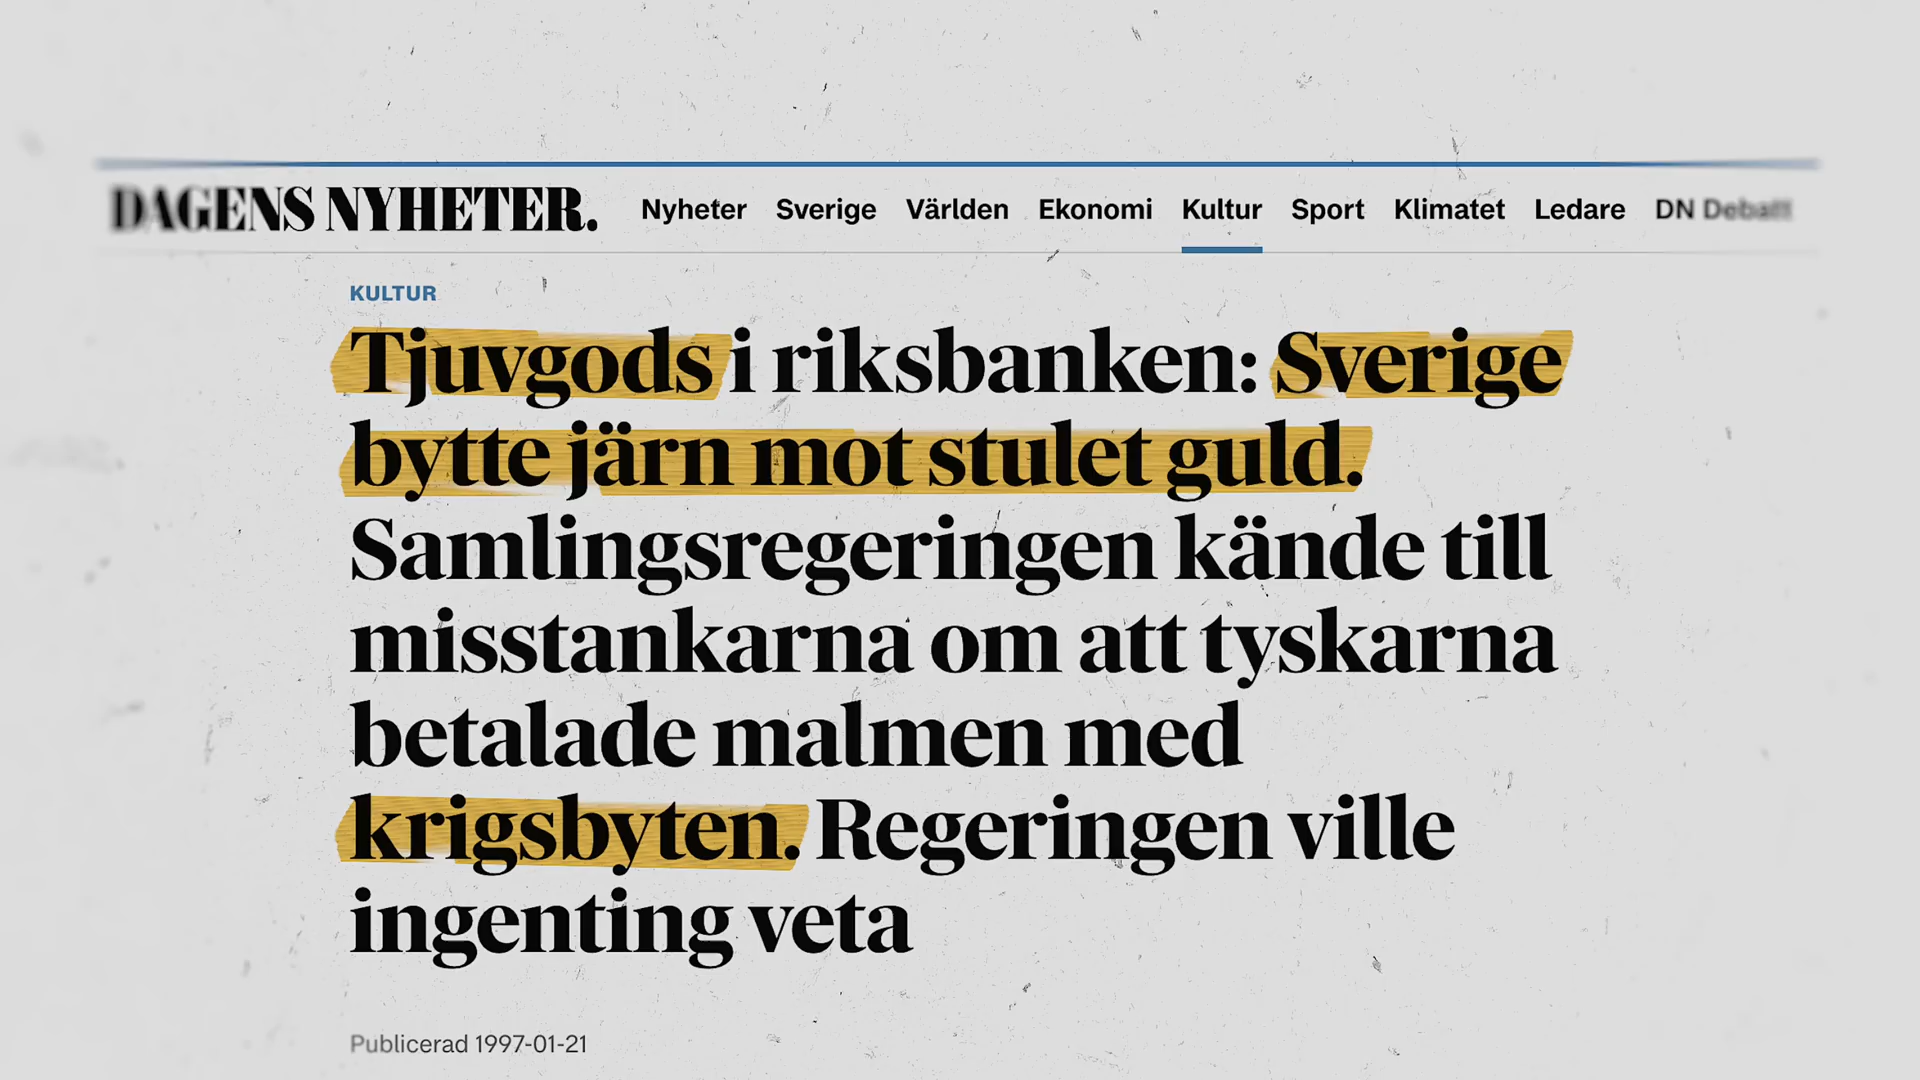 DAGENS NYHETER. Nyheter Sverige Världen Ekonomi Kultur Sport Klimatet Ledare DN Debatt
KULTUR
Tjuvgods i riksbanken: Sverige
bytte järn mot stulet guld.
Samlingsregeringen kände till
misstankarna om att tyskarna
betalade malmen med
krigsbyten. Regeringen ville
ingenting veta
Publicerad 1997-01-21